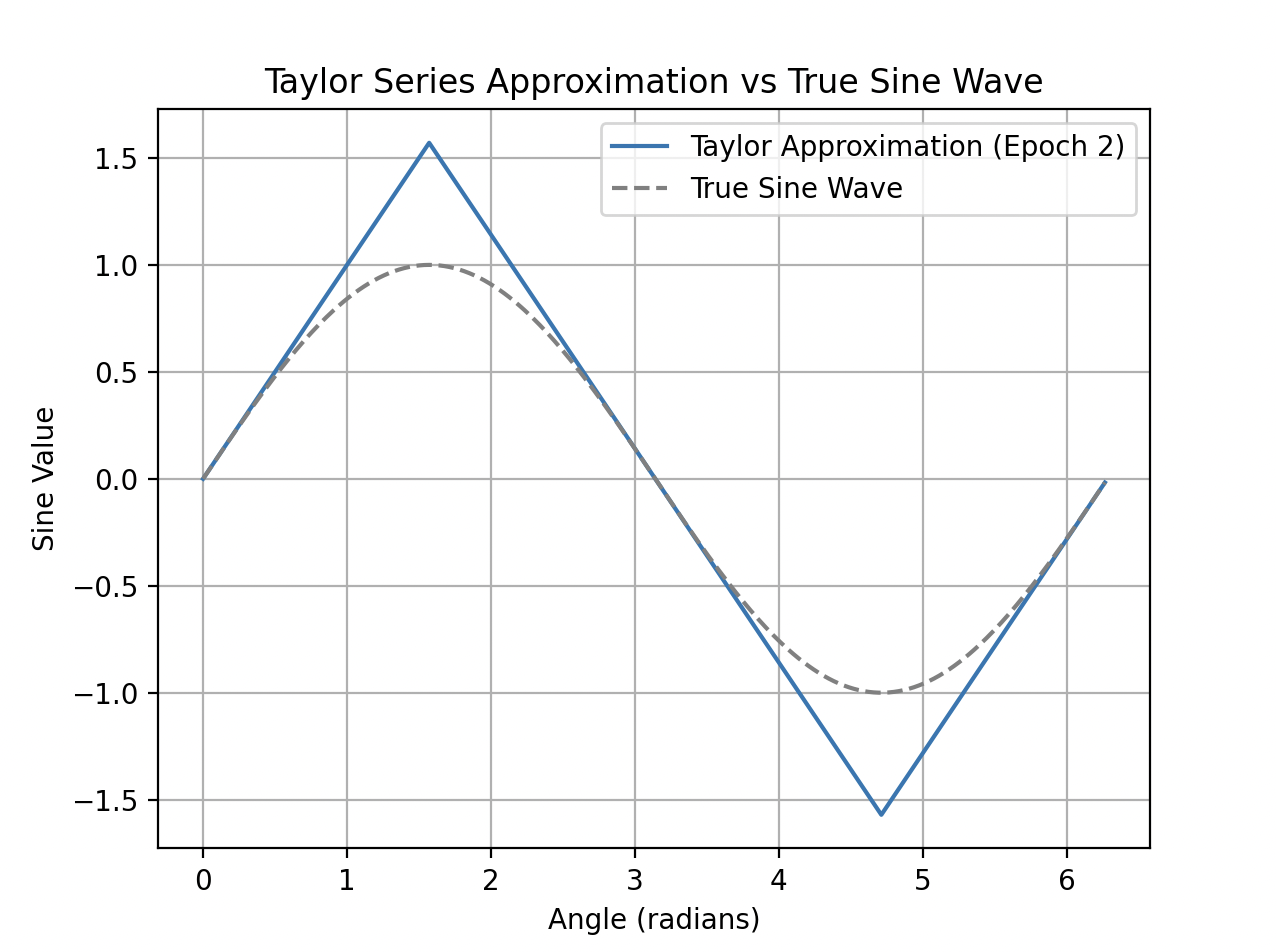 Taylor Series Approximation vs True Sine Wave
Taylor Approximation (Epoch 2)
True Sine Wave
Sine Value
1.5
1.0
0.5
0.0
−0.5
−1.0
−1.5
0 1 2 3 4 5 6
Angle (radians)